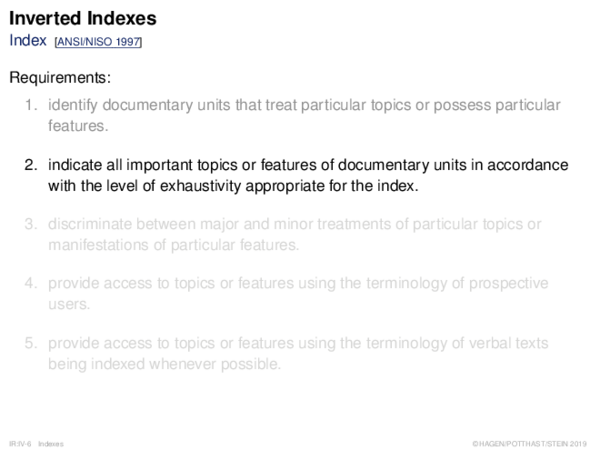 Inverted Indexes
Index [ANSI/NISO 1997]
Requirements:
1. identify documentary units that treat particular topics or possess particular
features.
2. indicate all important topics or features of documentary units in accordance
with the level of exhaustivity appropriate for the index.
3. discriminate between major and minor treatments of particular topics or
manifestations of particular features.
4. provide access to topics or features using the terminology of prospective
users.
5. provide access to topics or features using the terminology of verbal texts
being indexed whenever possible.
IR:IV-6 Indexes ©HAGEN/POTTHAST/STEIN 2019